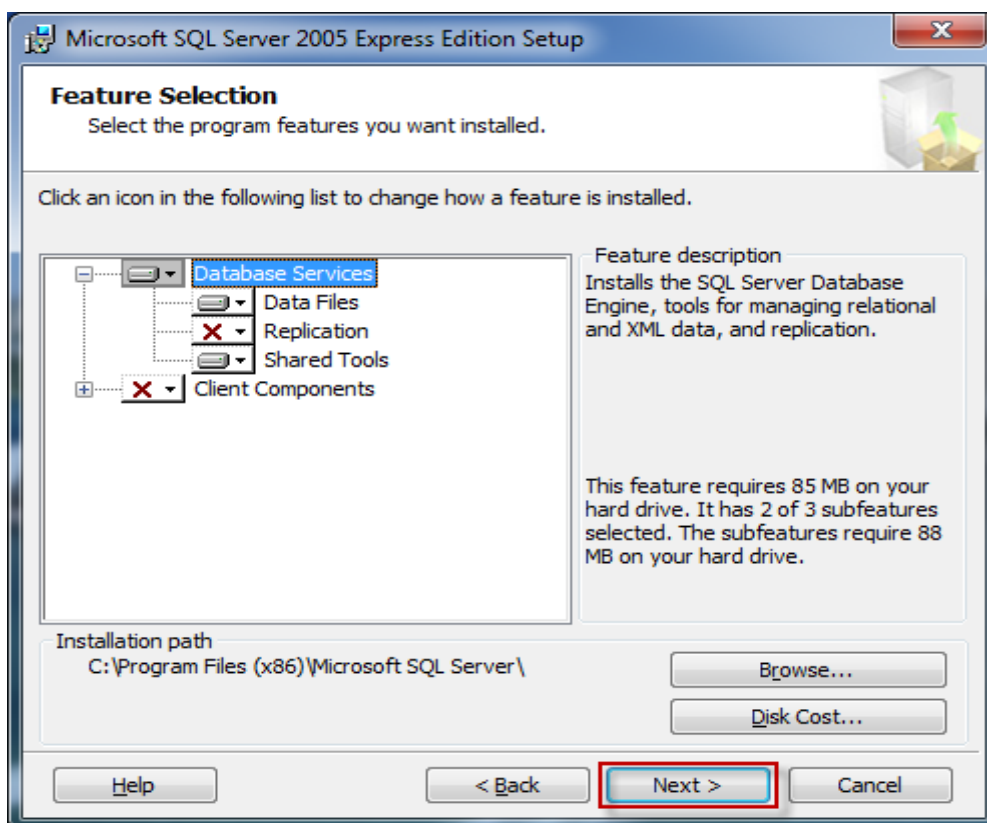 Microsoft SQL Server 2005 Express Edition Setup
Feature Selection
Select the program features you want installed.
Click an icon in the following list to change how a feature is installed.
Database Services
Data Files
Replication
Shared Tools
Client Components
Feature description
Installs the SQL Server Database
Engine, tools for managing relational
and XML data, and replication.
This feature requires 85 MB on your
hard drive. It has 2 of 3 subfeatures
selected. The subfeatures require 88
MB on your hard drive.
Installation path
C:\Program Files (x86)\Microsoft SQL Server\
Browse...
Disk Cost...
Help
< Back
Next >
Cancel